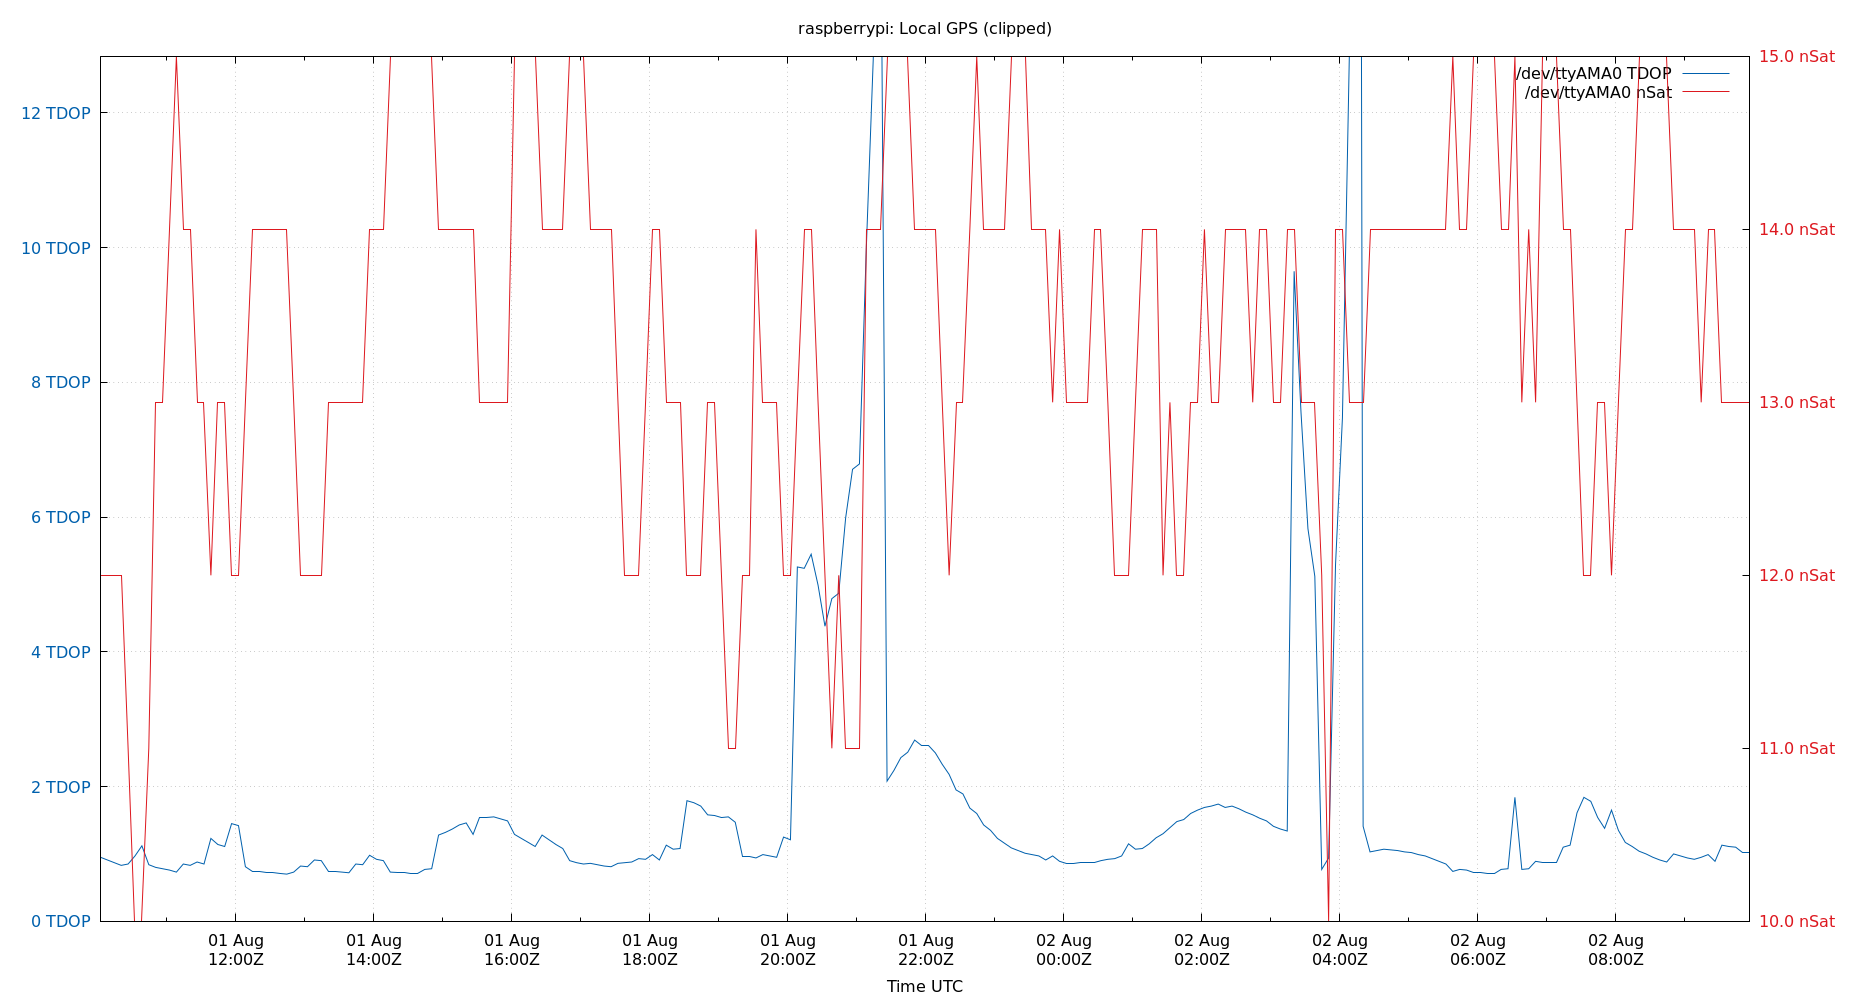 raspberrypi: Local GPS (clipped)
/dev/ttyAMA0 TDOP
/dev/ttyAMA0 nSat
12 TDOP
10 TDOP
8 TDOP
6 TDOP
4 TDOP
2 TDOP
0 TDOP
15.0 nSat
14.0 nSat
13.0 nSat
12.0 nSat
11.0 nSat
10.0 nSat
01 Aug
12:00Z
01 Aug
14:00Z
01 Aug
16:00Z
01 Aug
18:00Z
01 Aug
20:00Z
01 Aug
22:00Z
02 Aug
00:00Z
02 Aug
02:00Z
02 Aug
04:00Z
02 Aug
06:00Z
02 Aug
08:00Z
Time UTC